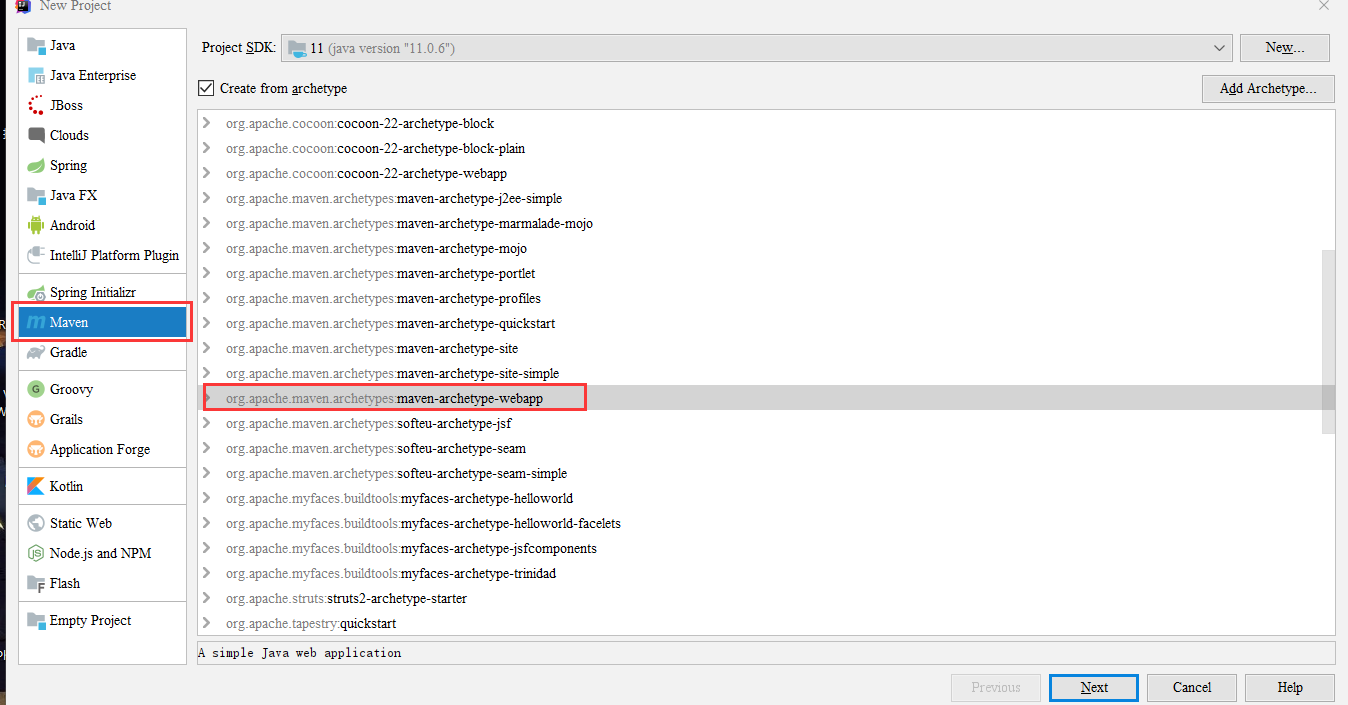 New Project
Java
Java Enterprise
JBoss
Clouds
Spring
Java FX
Android
IntelliJ Platform Plugin
Spring Initializr
Maven
Gradle
Groovy
Grails
Application Forge
Kotlin
Static Web
Node.js and NPM
Flash
Empty Project
Project SDK: 11 (java version "11.0.6") New...
Create from archetype Add Archetype...
org.apache.cocoon:cocoon-22-archetype-block
org.apache.cocoon:cocoon-22-archetype-block-plain
org.apache.cocoon:cocoon-22-archetype-webapp
org.apache.maven.archetypes:maven-archetype-j2ee-simple
org.apache.maven.archetypes:maven-archetype-marmalade-mojo
org.apache.maven.archetypes:maven-archetype-mojo
org.apache.maven.archetypes:maven-archetype-portlet
org.apache.maven.archetypes:maven-archetype-profiles
org.apache.maven.archetypes:maven-archetype-quickstart
org.apache.maven.archetypes:maven-archetype-site
org.apache.maven.archetypes:maven-archetype-site-simple
org.apache.maven.archetypes:maven-archetype-webapp
org.apache.maven.archetypes:softeu-archetype-jsf
org.apache.maven.archetypes:softeu-archetype-seam
org.apache.maven.archetypes:softeu-archetype-seam-simple
org.apache.myfaces.buildtools:myfaces-archetype-helloworld
org.apache.myfaces.buildtools:myfaces-archetype-helloworld-facelets
org.apache.myfaces.buildtools:myfaces-archetype-jsfcomponents
org.apache.myfaces.buildtools:myfaces-archetype-trinidad
org.apache.struts:struts2-archetype-starter
org.apache.tapestry:quickstart
A simple Java web application
Previous Next Cancel Help